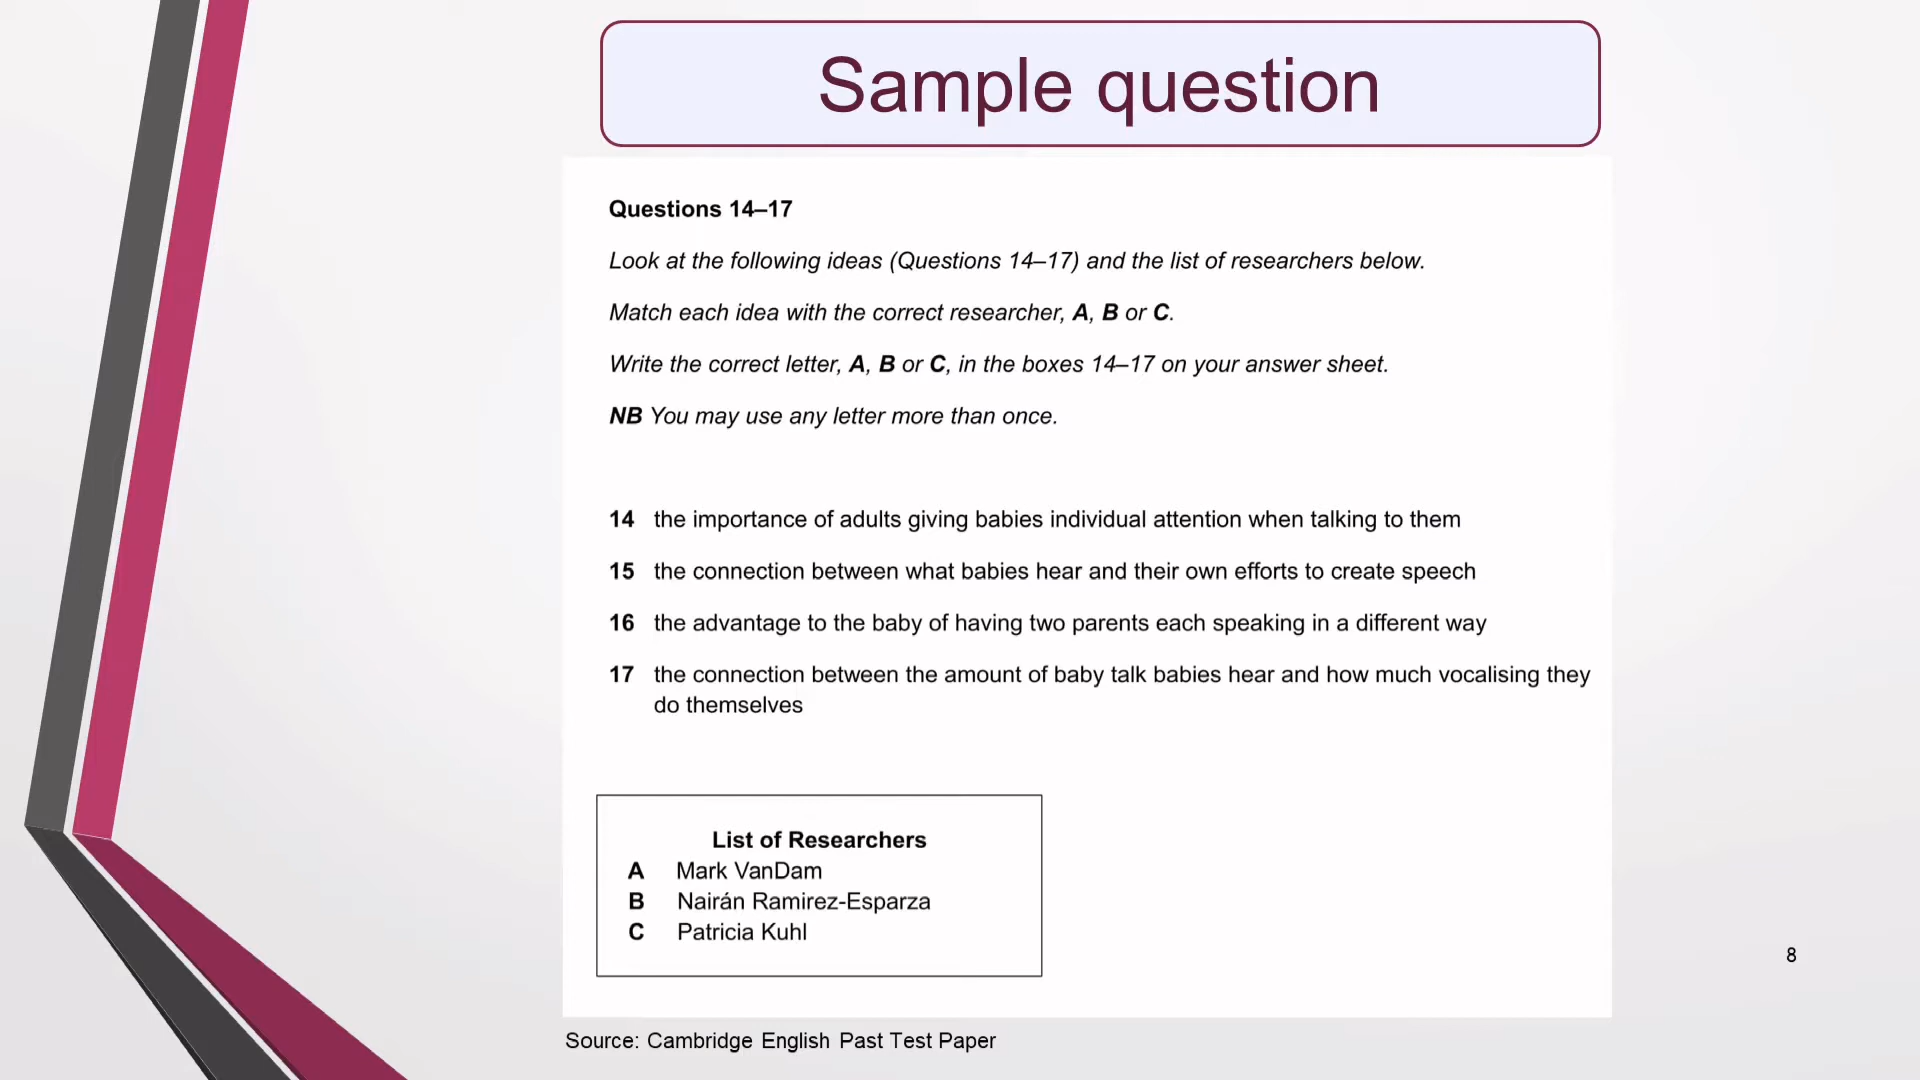 Sample question
Questions 14–17
Look at the following ideas (Questions 14–17) and the list of researchers below.
Match each idea with the correct researcher, A, B or C.
Write the correct letter, A, B or C, in the boxes 14–17 on your answer sheet.
NB You may use any letter more than once.
14 the importance of adults giving babies individual attention when talking to them
15 the connection between what babies hear and their own efforts to create speech
16 the advantage to the baby of having two parents each speaking in a different way
17 the connection between the amount of baby talk babies hear and how much vocalising they
do themselves
List of Researchers
A Mark VanDam
B Nairán Ramirez-Esparza
C Patricia Kuhl
8
Source: Cambridge English Past Test Paper